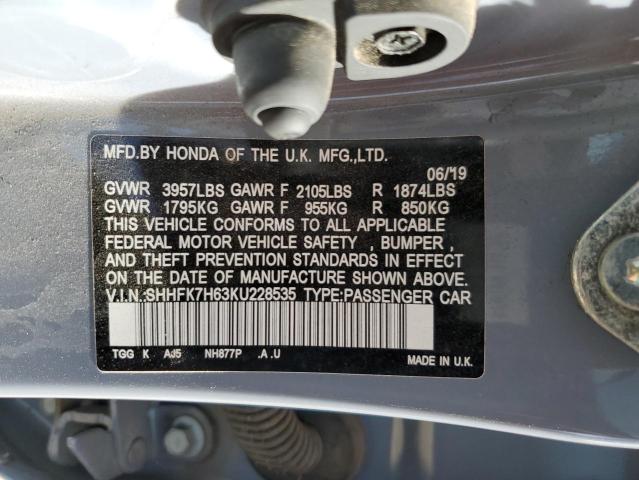 MFD.BY HONDA OF THE U.K. MFG.,LTD.
06/19
GVWR 3957LBS GAWR F 2105LBS R 1874LBS
GVWR 1795KG GAWR F 955KG R 850KG
THIS VEHICLE CONFORMS TO ALL APPLICABLE
FEDERAL MOTOR VEHICLE SAFETY , BUMPER ,
AND THEFT PREVENTION STANDARDS IN EFFECT
ON THE DATE OF MANUFACTURE SHOWN ABOVE.
V.I.N.:SHHFK7H63KU228535 TYPE:PASSENGER CAR
TGG K AJ5 NH877P .A .U
MADE IN U.K.